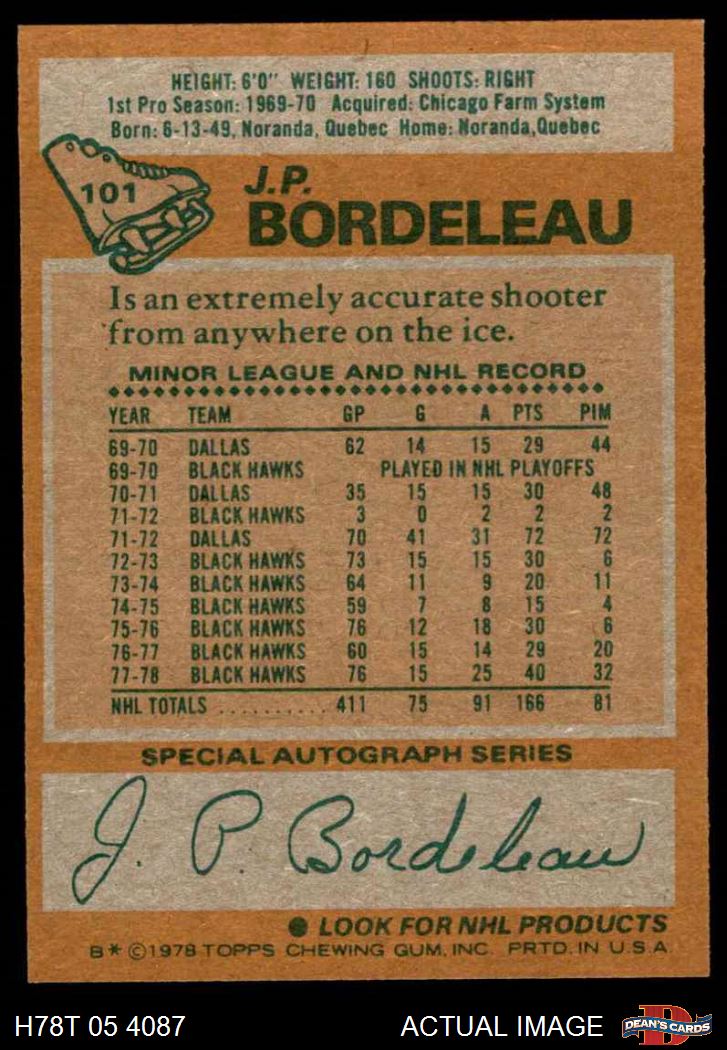 HEIGHT: 6'0" WEIGHT: 160 SHOOTS: RIGHT
1st Pro Season: 1969-70 Acquired: Chicago Farm System
Born: 6-13-49, Noranda, Quebec Home: Noranda, Quebec
101
J.P.
BORDELEAU
Is an extremely accurate shooter
from anywhere on the ice.
MINOR LEAGUE AND NHL RECORD
YEAR TEAM GP G A PTS PIM
69-70 DALLAS 62 14 15 29 44
69-70 BLACK HAWKS PLAYED IN NHL PLAYOFFS
70-71 DALLAS 35 15 15 30 48
71-72 BLACK HAWKS 3 0 2 2 2
71-72 DALLAS 70 41 31 72 72
72-73 BLACK HAWKS 73 15 15 30 6
73-74 BLACK HAWKS 64 11 9 20 11
74-75 BLACK HAWKS 59 7 8 15 4
75-76 BLACK HAWKS 76 12 18 30 6
76-77 BLACK HAWKS 60 15 14 29 20
77-78 BLACK HAWKS 76 15 25 40 32
NHL TOTALS .......... 411 75 91 166 81
SPECIAL AUTOGRAPH SERIES
J. P. Bordeleau
● LOOK FOR NHL PRODUCTS
B* ©1978 TOPPS CHEWING GUM, INC. PRTD. IN U.S.A.
H78T 05 4087 ACTUAL IMAGE
D
DEAN'S CARDS